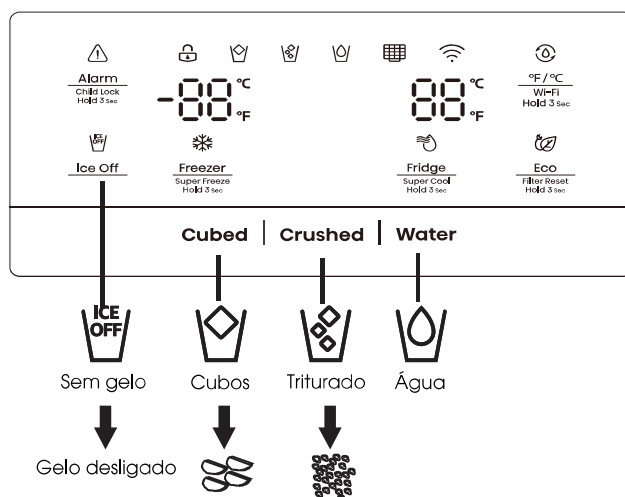 Alarm
Child Lock
Hold 3 Sec
-88 °C
°F
88 °C
°F
°F/°C
Wi-Fi
Hold 3 Sec
ICE
OFF
Ice Off
Freezer
Super Freeze
Hold 3 Sec
Fridge
Super Cool
Hold 3 Sec
Eco
Filter Reset
Hold 3 Sec
Cubed | Crushed | Water
ICE
OFF
Sem gelo
Cubos
Triturado
Água
Gelo desligado